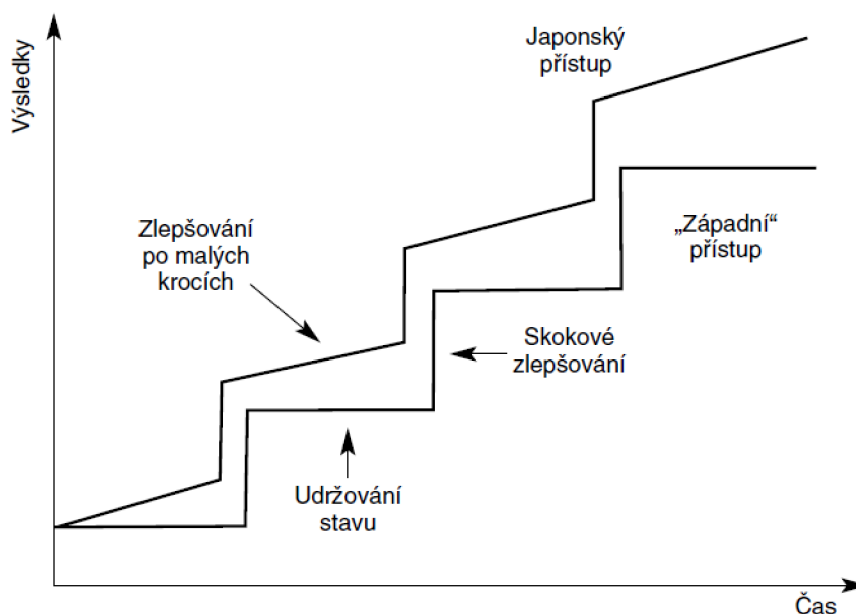 Výsledky
Japonský
přístup
Zlepšování
po malých
krocích
„Západní“
přístup
Skokové
zlepšování
Udržování
stavu
Čas